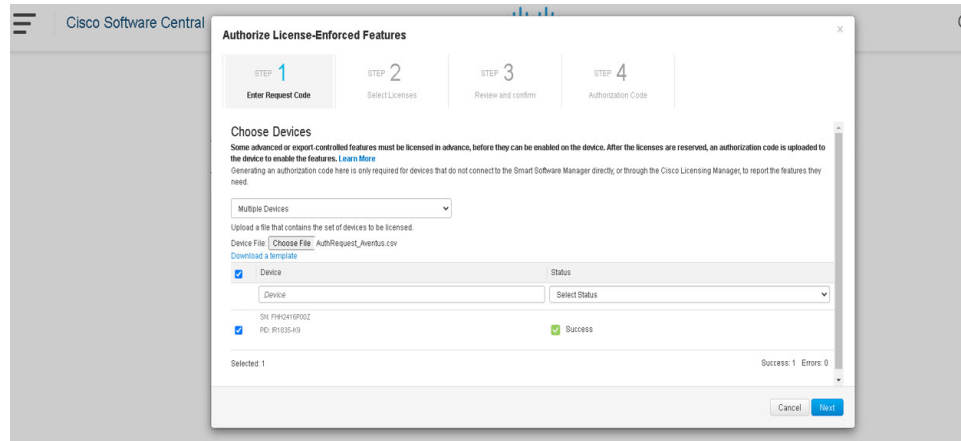 Cisco Software Central
Authorize License-Enforced Features
×
STEP 1
Enter Request Code
STEP 2
Select Licenses
STEP 3
Review and confirm
STEP 4
Authorization Code
Choose Devices
Some advanced or export-controlled features must be licensed in advance, before they can be enabled on the device. After the licenses are reserved, an authorization code is uploaded to
the device to enable the features. Learn More
Generating an authorization code here is only required for devices that do not connect to the Smart Software Manager directly, or through the Cisco Licensing Manager, to report the features they
need.
Multiple Devices
Upload a file that contains the set of devices to be licensed.
Device File: Choose File AuthRequest_Aventus.csv
Download a template
Device Status
Device Select Status
SN: FHH2416P00Z
PID: IR1835-K9 Success
Selected: 1 Success: 1 Errors: 0
Cancel Next